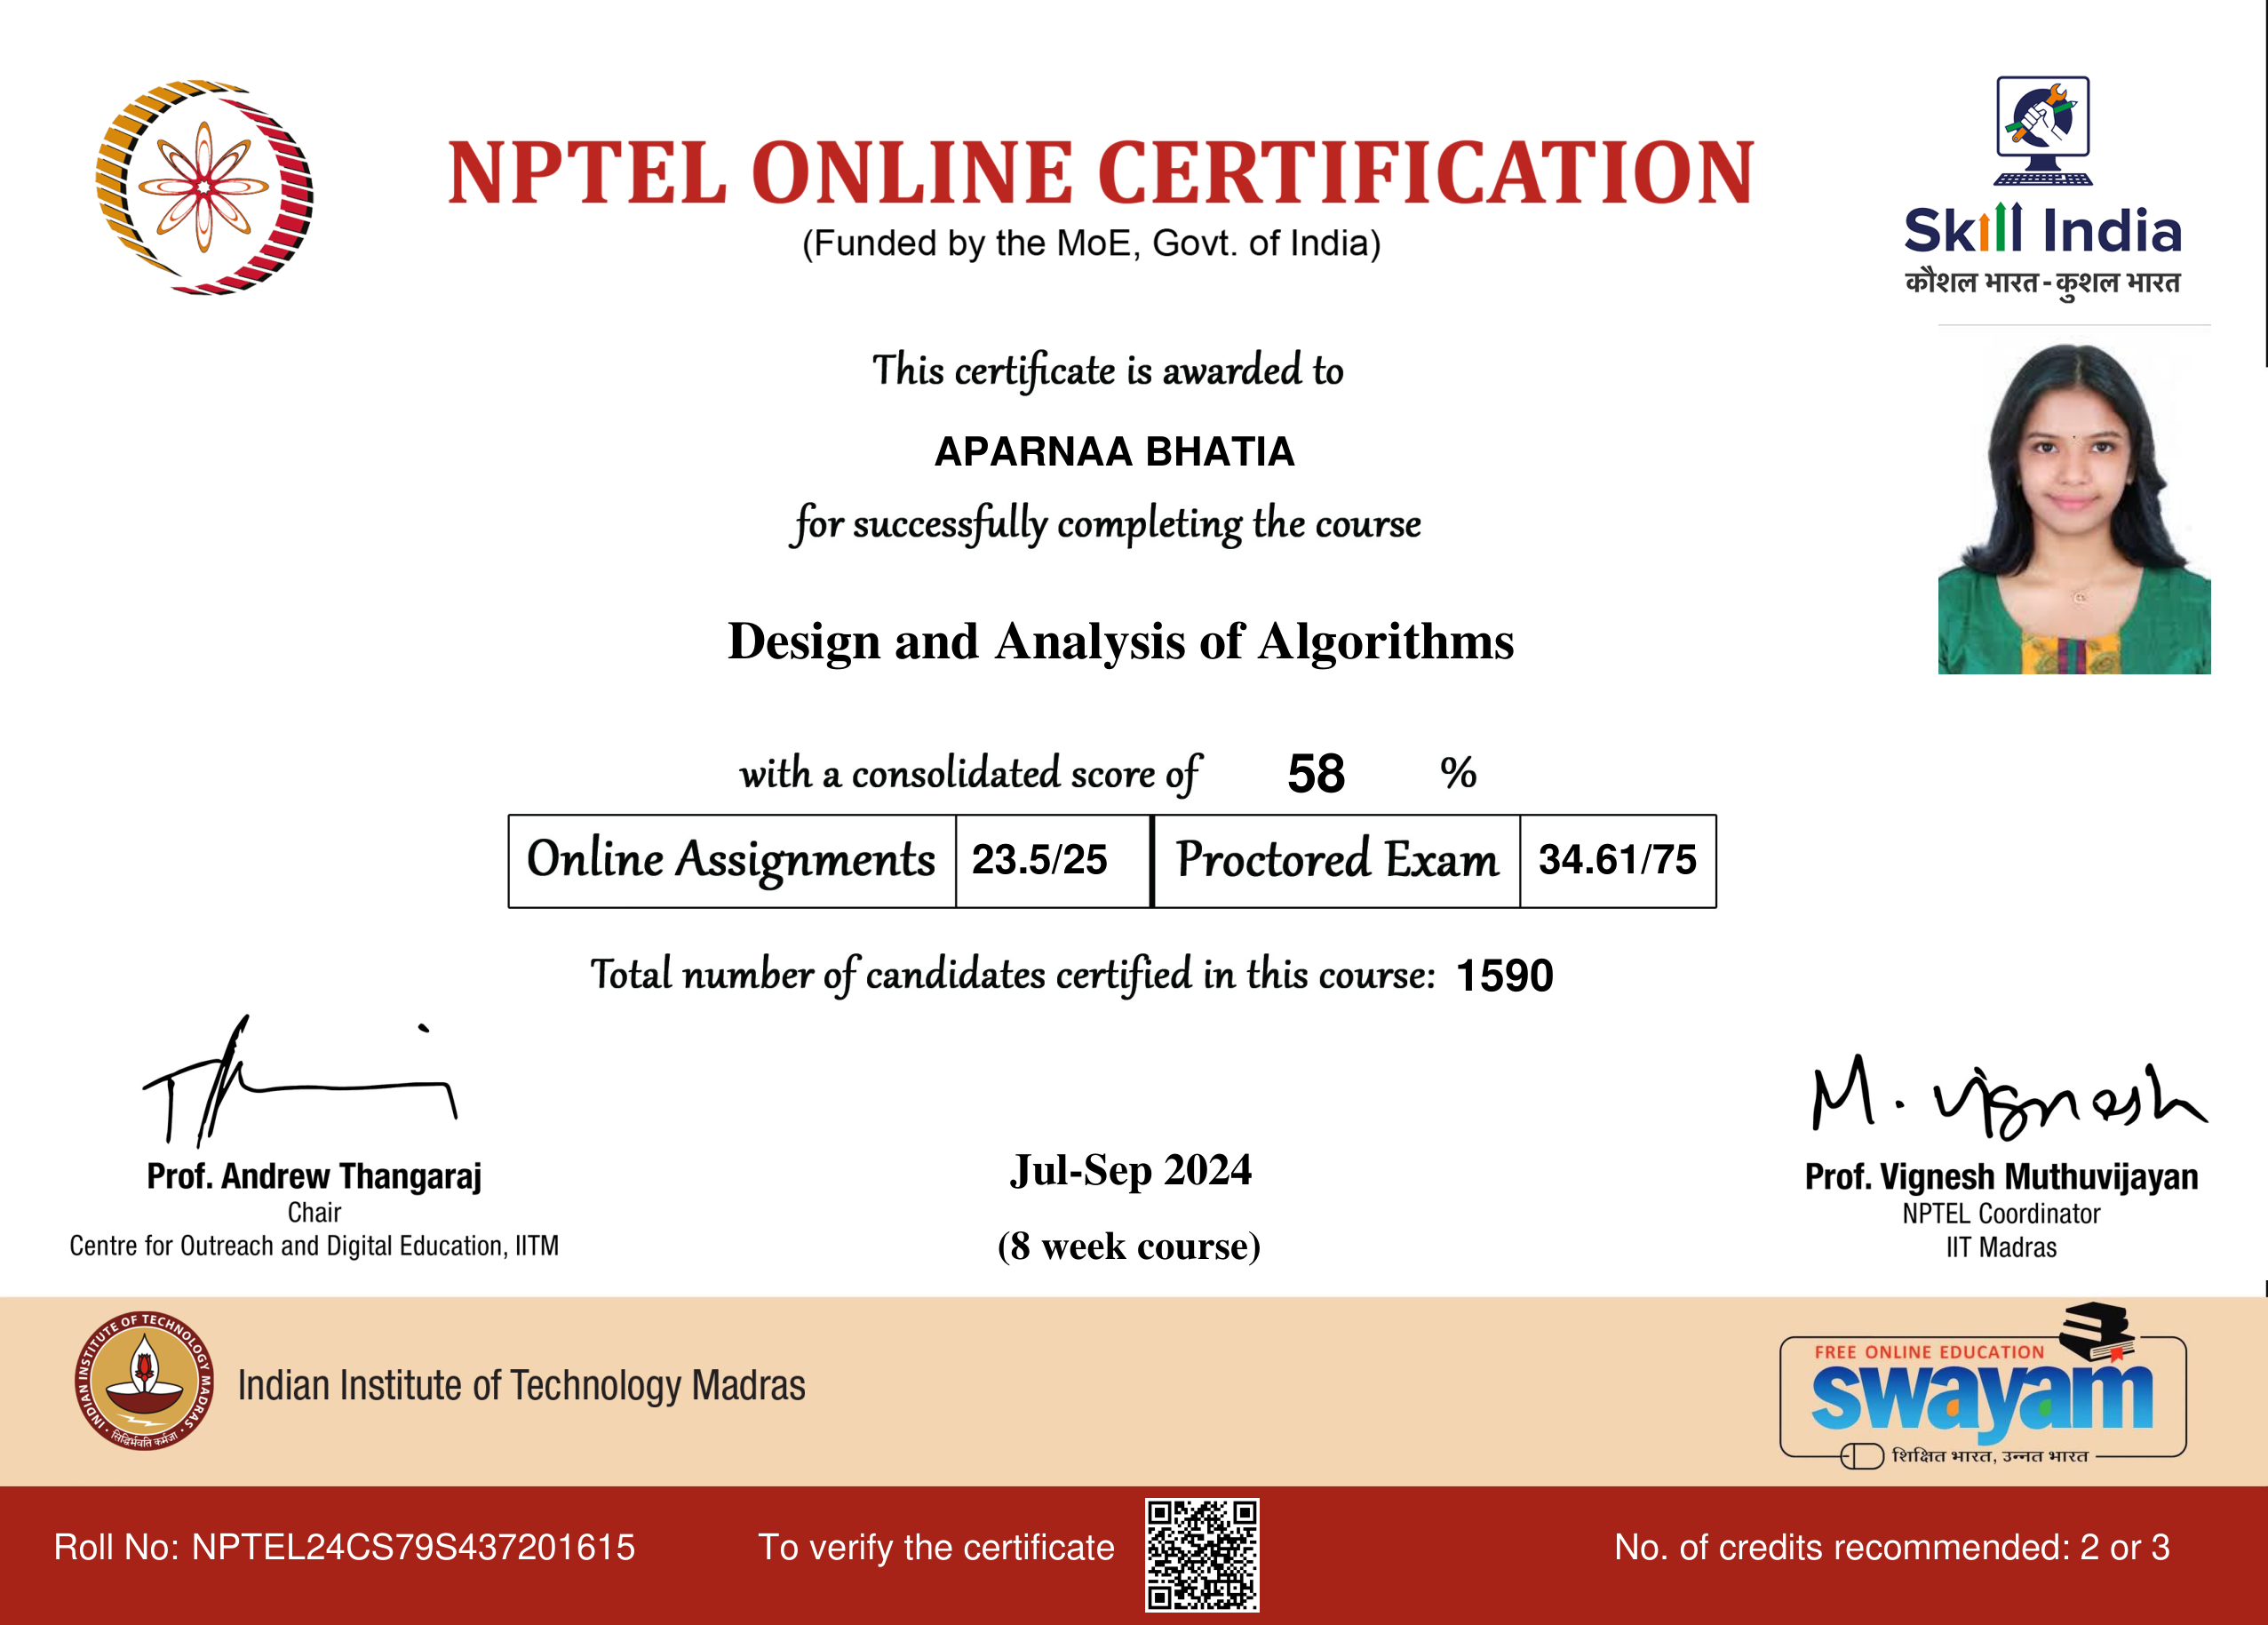 NPTEL ONLINE CERTIFICATION
(Funded by the MoE, Govt. of India)
Skill India
कौशल भारत - कुशल भारत
This certificate is awarded to
APARNAA BHATIA
for successfully completing the course
Design and Analysis of Algorithms
with a consolidated score of 58 %
Online Assignments 23.5/25 Proctored Exam 34.61/75
Total number of candidates certified in this course: 1590
M. Vignesh
Prof. Andrew Thangaraj
Chair
Centre for Outreach and Digital Education, IITM
Jul-Sep 2024
(8 week course)
Prof. Vignesh Muthuvijayan
NPTEL Coordinator
IIT Madras
INDIAN INSTITUTE OF TECHNOLOGY MADRAS
सिद्धिर्भवति कर्मजा
Indian Institute of Technology Madras
FREE ONLINE EDUCATION
swayam
शिक्षित भारत, उन्नत भारत
Roll No: NPTEL24CS79S437201615
To verify the certificate
No. of credits recommended: 2 or 3